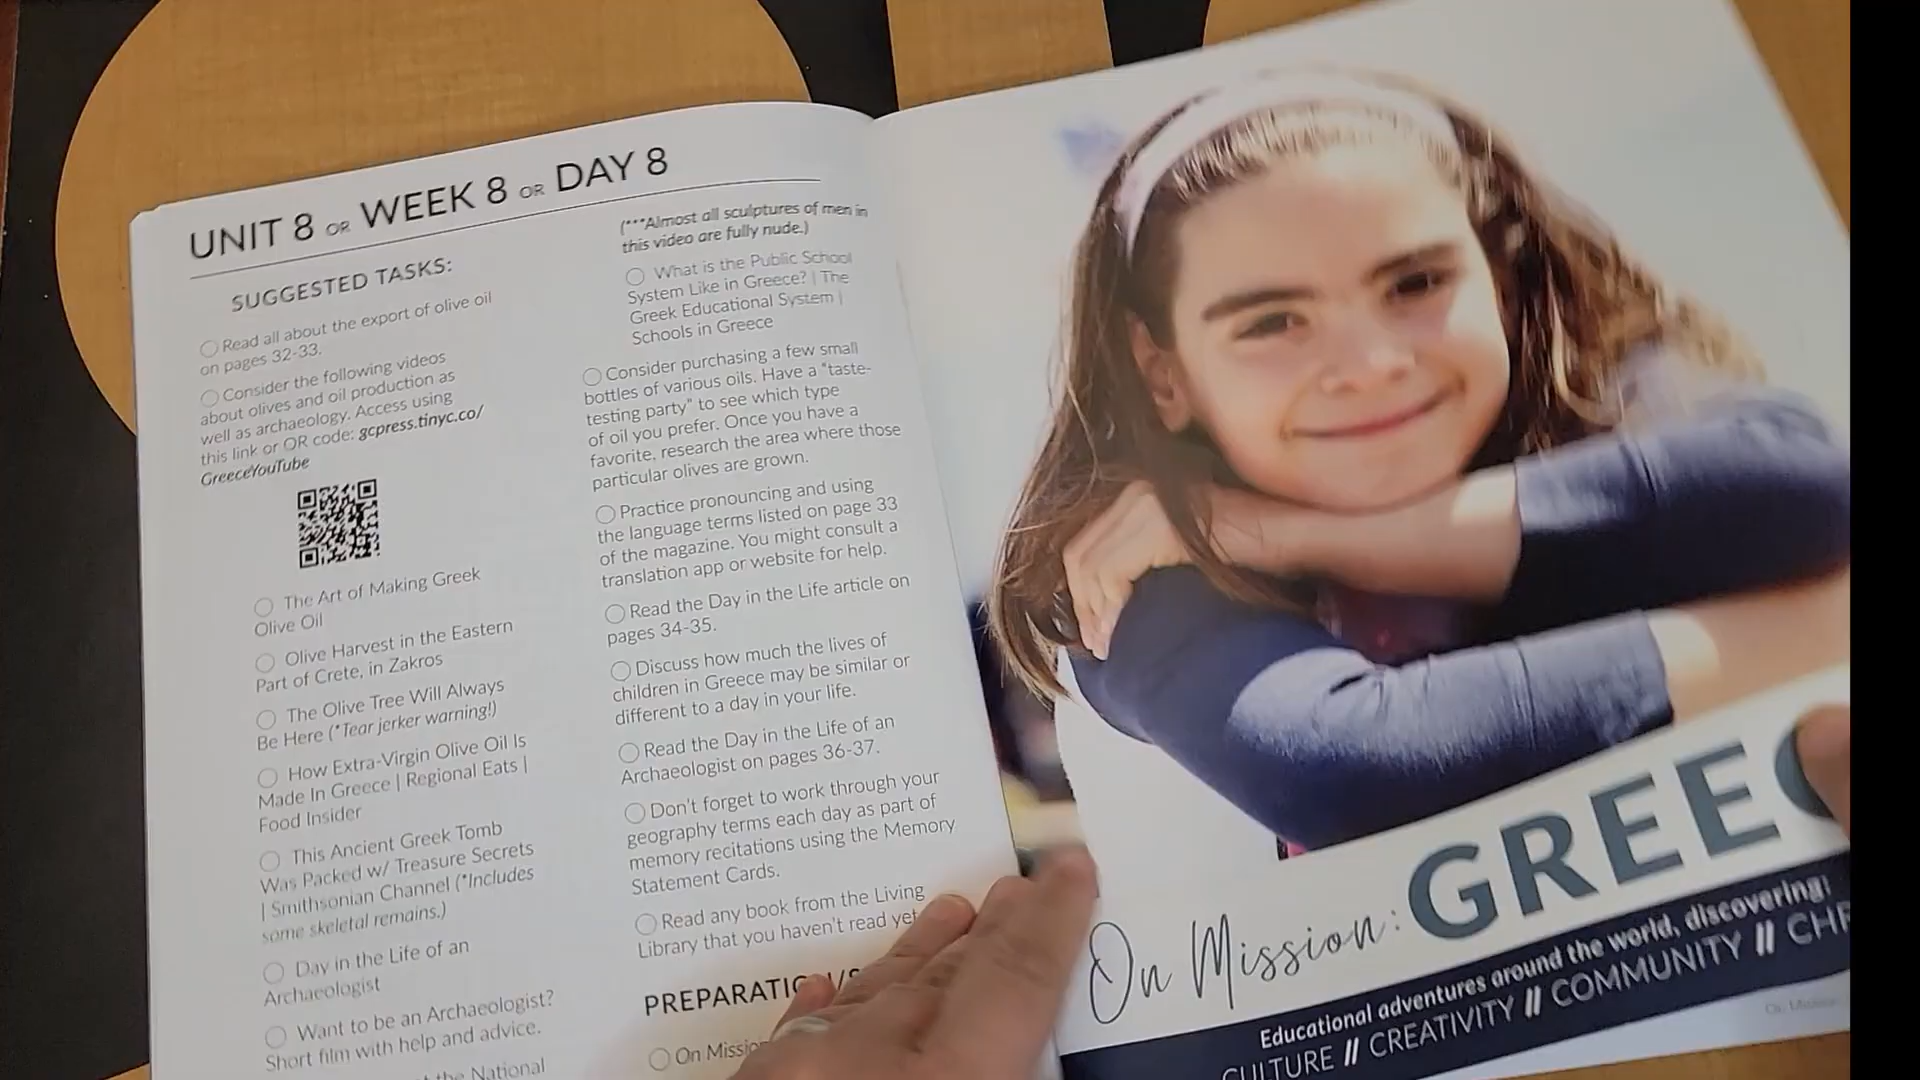 UNIT 8 OR WEEK 8 OR DAY 8
SUGGESTED TASKS:
Read all about the export of olive oil
on pages 32-33.
Consider the following videos
about olives and oil production as
well as archaeology. Access using
this link or QR code: gcpress.tinyc.co/
GreeceYouTube
The Art of Making Greek
Olive Oil
Olive Harvest in the Eastern
Part of Crete, in Zakros
The Olive Tree Will Always
Be Here (*Tear jerker warning!)
How Extra-Virgin Olive Oil Is
Made In Greece | Regional Eats |
Food Insider
This Ancient Greek Tomb
Was Packed w/ Treasure Secrets
| Smithsonian Channel (*Includes
some skeletal remains.)
Day in the Life of an
Archaeologist
Want to be an Archaeologist?
Short film with help and advice.
the National
(***Almost all sculptures of men in
this video are fully nude.)
What is the Public School
System Like in Greece? | The
Greek Educational System |
Schools in Greece
Consider purchasing a few small
bottles of various oils. Have a "taste-
testing party" to see which type
of oil you prefer. Once you have a
favorite, research the area where those
particular olives are grown.
Practice pronouncing and using
the language terms listed on page 33
of the magazine. You might consult a
translation app or website for help.
Read the Day in the Life article on
pages 34-35.
Discuss how much the lives of
children in Greece may be similar or
different to a day in your life.
Read the Day in the Life of an
Archaeologist on pages 36-37.
Don't forget to work through your
geography terms each day as part of
memory recitations using the Memory
Statement Cards.
Read any book from the Living
Library that you haven't read yet
PREPARATIO
On Mission
On Mission: GREEC
Educational adventures around the world, discovering:
CULTURE // CREATIVITY // COMMUNITY // CHR